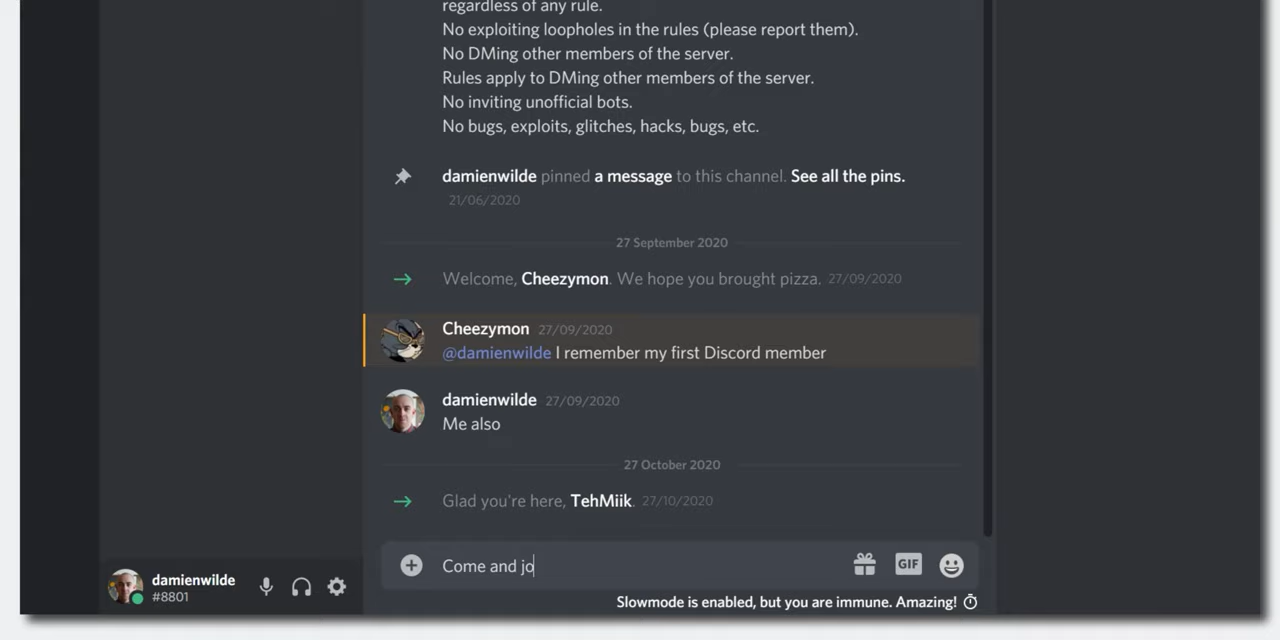 regardless of any rule.
No exploiting loopholes in the rules (please report them).
No DMing other members of the server.
Rules apply to DMing other members of the server.
No inviting unofficial bots.
No bugs, exploits, glitches, hacks, bugs, etc.
damienwilde pinned a message to this channel. See all the pins.
21/06/2020
27 September 2020
Welcome, Cheezymon. We hope you brought pizza. 27/09/2020
Cheezymon 27/09/2020
@damienwilde I remember my first Discord member
damienwilde 27/09/2020
Me also
27 October 2020
Glad you're here, TehMiik. 27/10/2020
Come and jo
GIF
Slowmode is enabled, but you are immune. Amazing!
damienwilde
#8801